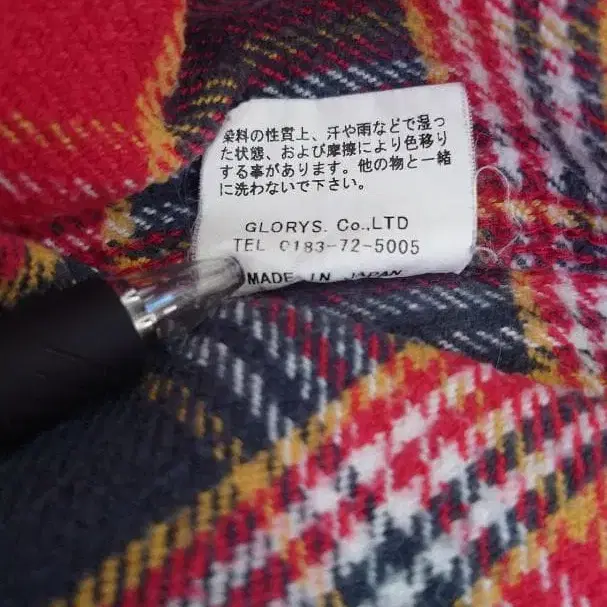 染料の性質上、汗や雨などで湿っ
た状態、および摩擦により色移り
する事があります。他の物と一緒
に洗わないで下さい。
GLORYS. Co.,LTD
TEL 0183-72-5005
MADE IN JAPAN